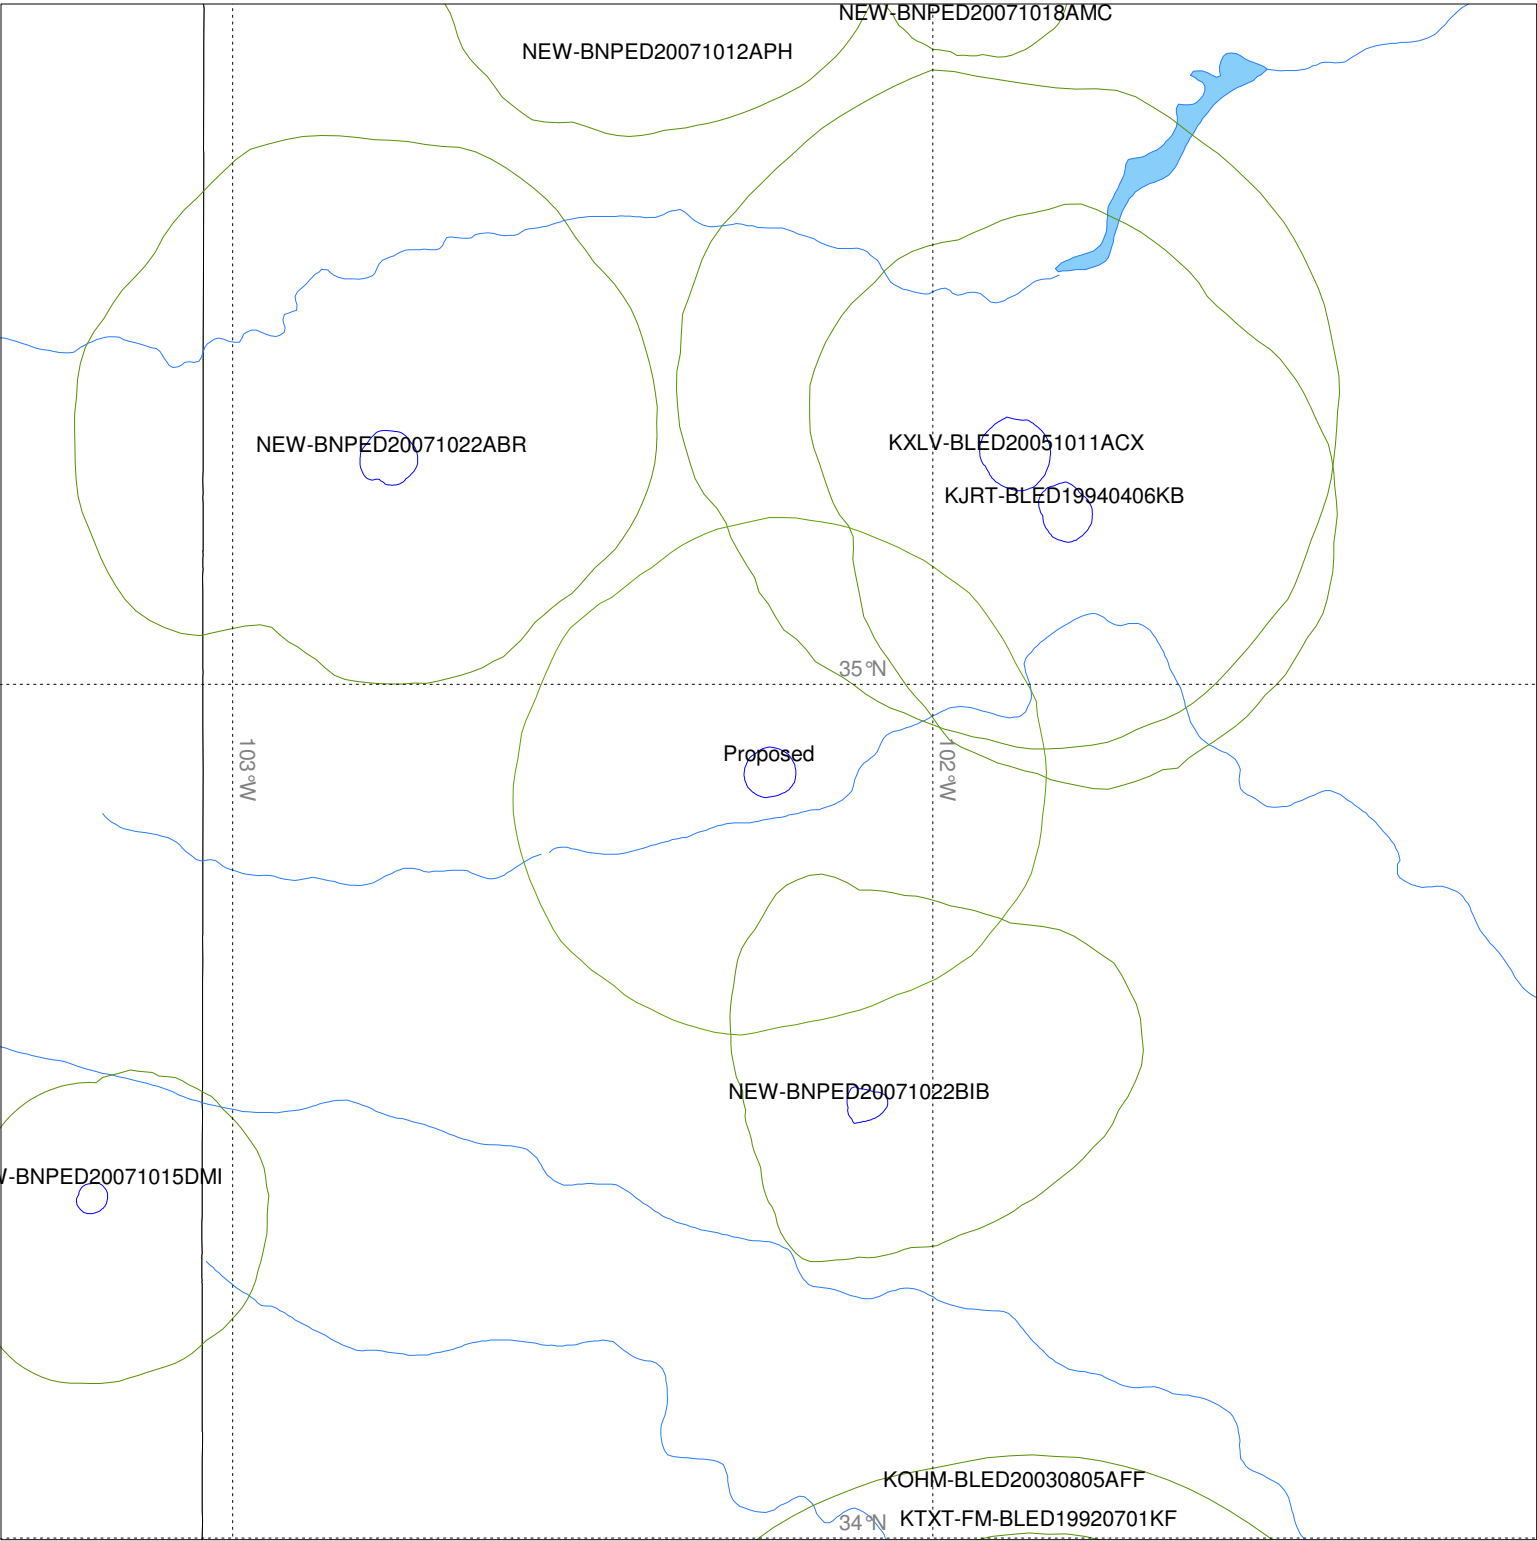 NEW-BNPED20071018AMC
NEW-BNPED20071012APH
NEW-BNPED20071022ABR
KXLV-BLED20051011ACX
KJRT-BLED19940406KB
35°N
103°W
Proposed
102°W
NEW-BNPED20071022BIB
-BNPED20071015DMI
KOHM-BLED20030805AFF
KTXT-FM-BLED19920701KF
34°N